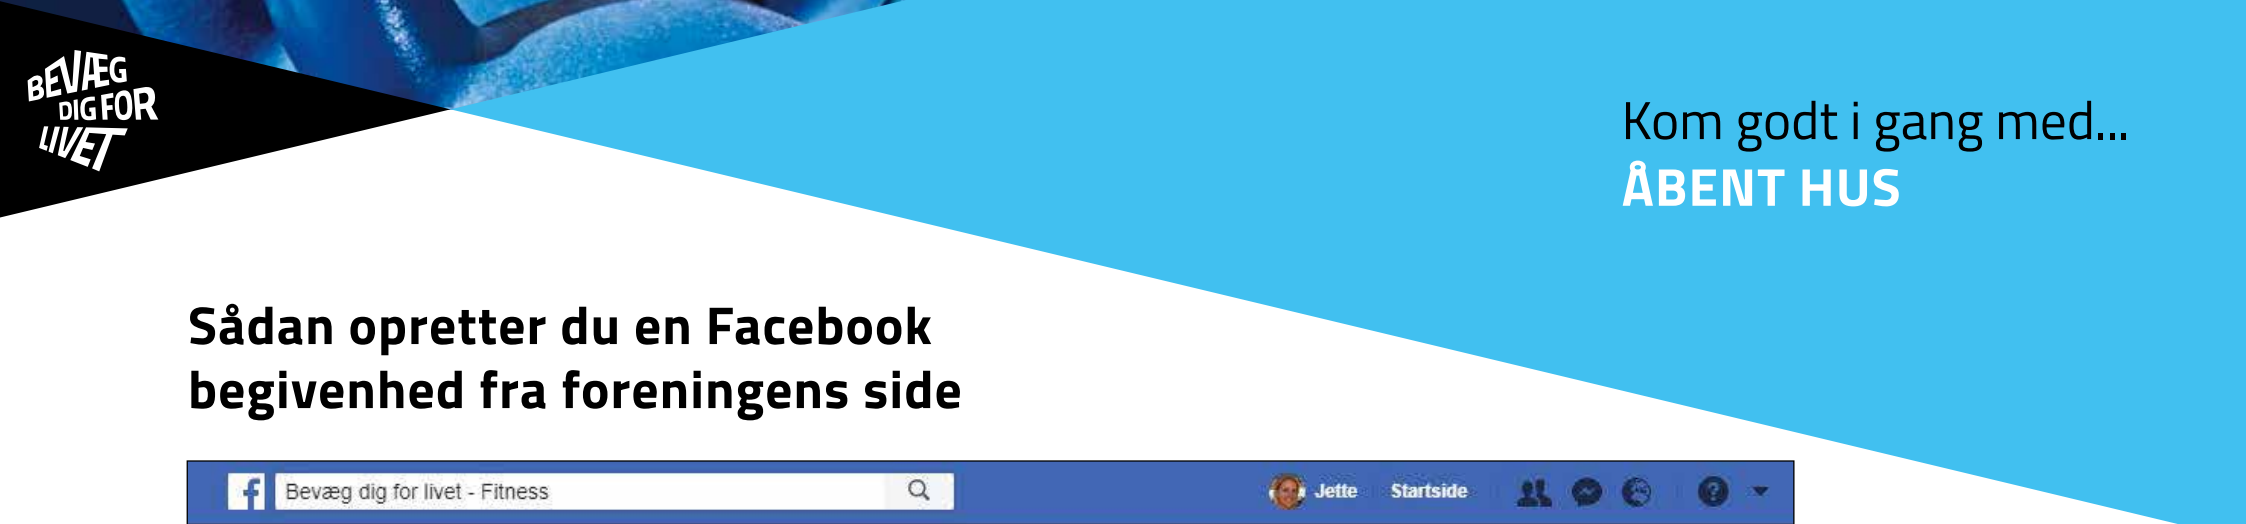 BEVÆG
DIG FOR
LIVET
Kom godt i gang med...
ÅBENT HUS
Sådan opretter du en Facebook
begivenhed fra foreningens side
f Bevæg dig for livet - Fitness Jette Startside ?